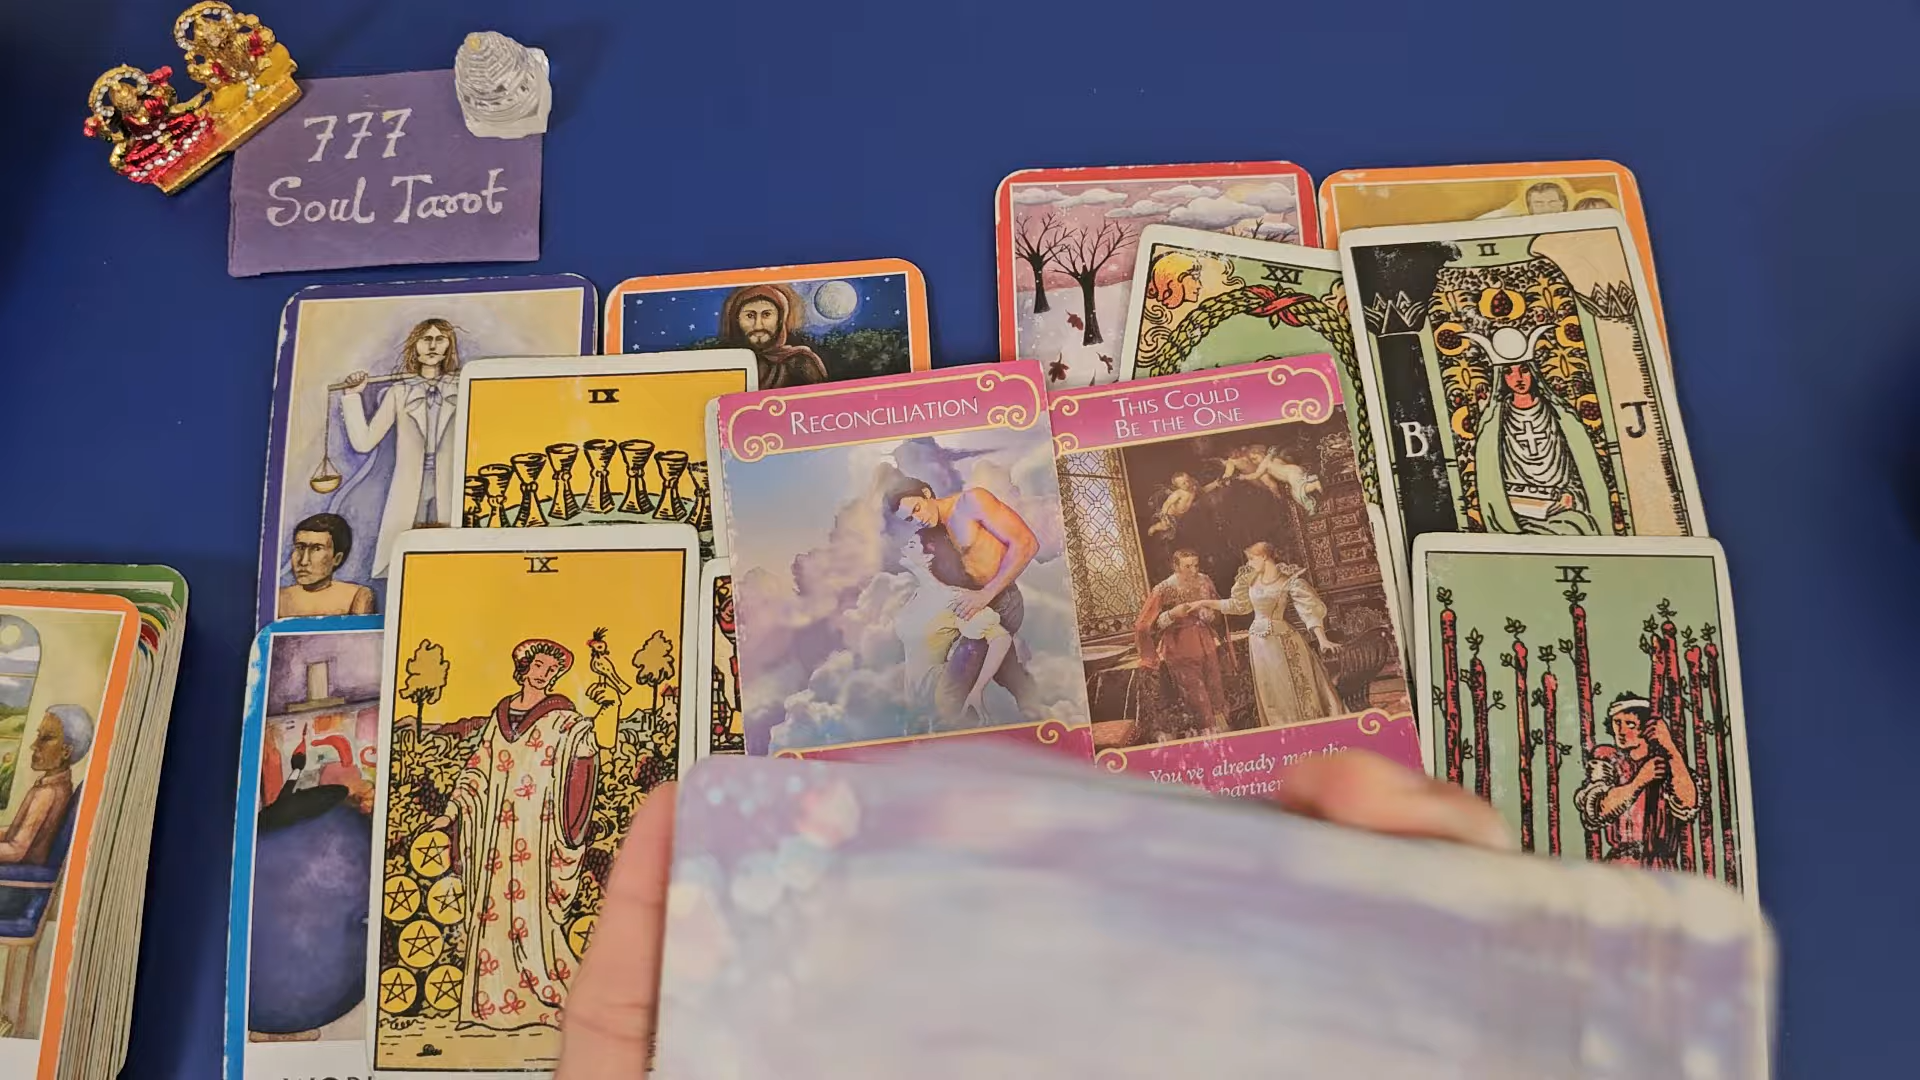 777
Soul Tarot
XXI
II
B
J
IX
RECONCILIATION
THIS COULD
BE THE ONE
IX
IX
You've already met the
partner